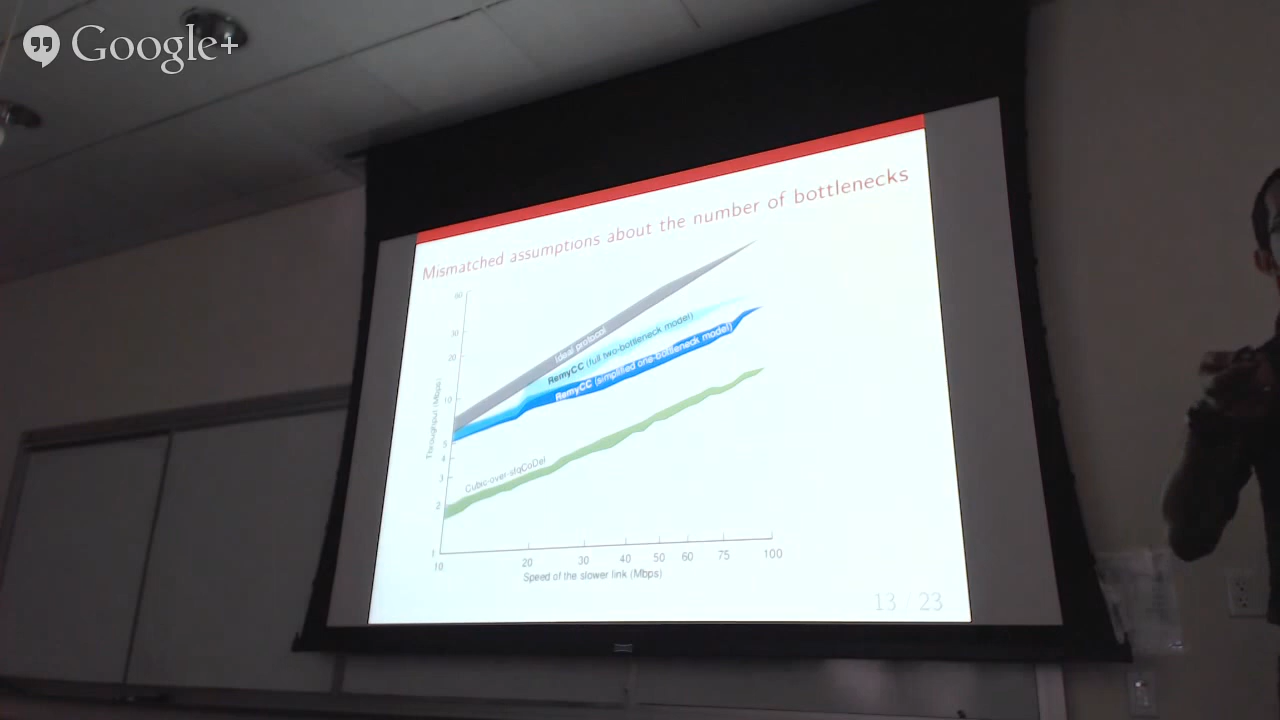 Google+
Mismatched assumptions about the number of bottlenecks
30
20
10
5
4
3
2
1
Throughput (Mbps)
Ideal protocol
RemyCC (full two-bottleneck model)
RemyCC (simplified one-bottleneck model)
Cubic-over-sfqCoDel
10 20 30 40 50 60 75 100
Speed of the slower link (Mbps)
13 / 23